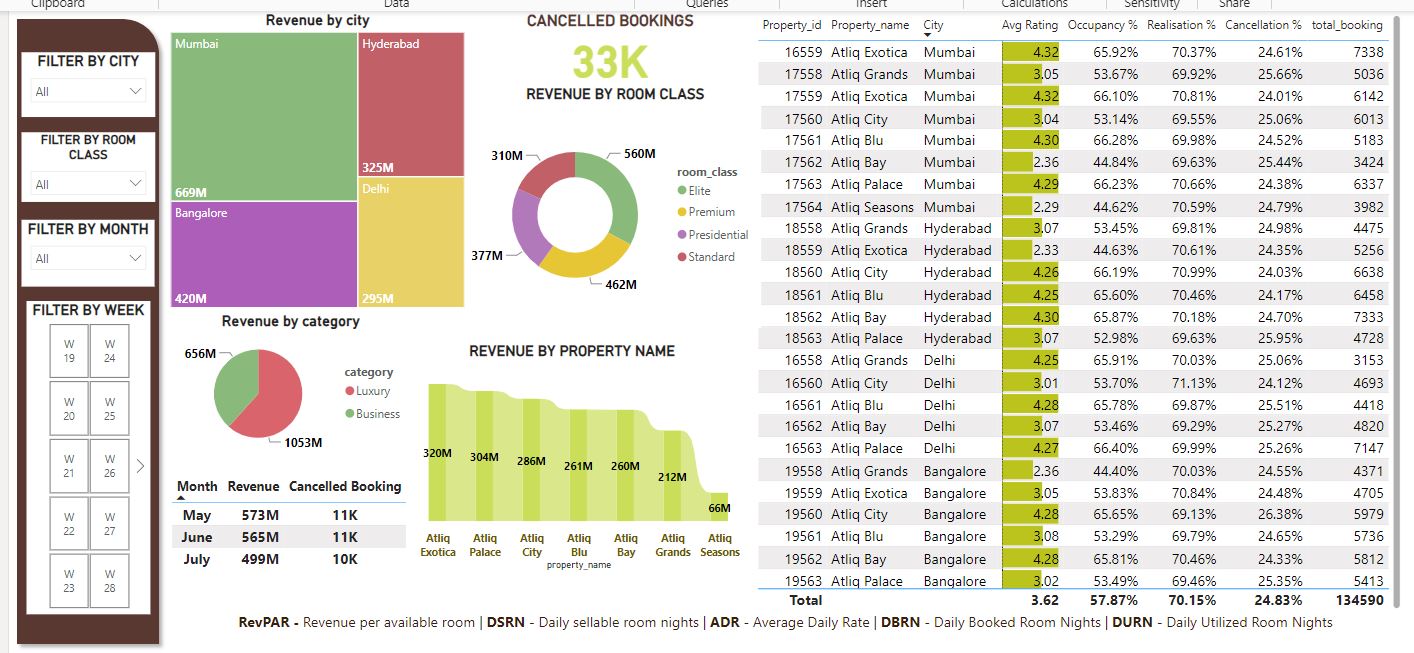 Clipboard Data Queries Insert Calculations Sensitivity Share
FILTER BY CITY
All
FILTER BY ROOM
CLASS
All
FILTER BY MONTH
All
FILTER BY WEEK
W
19
W
24
W
20
W
25
W
21
W
26
W
22
W
27
W
23
W
28
Revenue by city
Mumbai
669M
Hyderabad
325M
Bangalore
420M
Delhi
295M
CANCELLED BOOKINGS
33K
REVENUE BY ROOM CLASS
310M
560M
377M
462M
room_class
Elite
Premium
Presidential
Standard
Revenue by category
656M
1053M
category
Luxury
Business
Month Revenue Cancelled Booking
May 573M 11K
June 565M 11K
July 499M 10K
REVENUE BY PROPERTY NAME
320M 304M 286M 261M 260M 212M 66M
Atliq Atliq Atliq Atliq Atliq Atliq Atliq
Exotica Palace City Blu Bay Grands Seasons
property_name
Property_id Property_name City Avg Rating Occupancy % Realisation % Cancellation % total_booking
16559 Atliq Exotica Mumbai 4.32 65.92% 70.37% 24.61% 7338
17558 Atliq Grands Mumbai 3.05 53.67% 69.92% 25.66% 5036
17559 Atliq Exotica Mumbai 4.32 66.10% 70.81% 24.01% 6142
17560 Atliq City Mumbai 3.04 53.14% 69.55% 25.06% 6013
17561 Atliq Blu Mumbai 4.30 66.28% 69.98% 24.52% 5183
17562 Atliq Bay Mumbai 2.36 44.84% 69.63% 25.44% 3424
17563 Atliq Palace Mumbai 4.29 66.23% 70.66% 24.38% 6337
17564 Atliq Seasons Mumbai 2.29 44.62% 70.59% 24.79% 3982
18558 Atliq Grands Hyderabad 3.07 53.45% 69.81% 24.98% 4475
18559 Atliq Exotica Hyderabad 2.33 44.63% 70.61% 24.35% 5256
18560 Atliq City Hyderabad 4.26 66.19% 70.99% 24.03% 6638
18561 Atliq Blu Hyderabad 4.25 65.60% 70.46% 24.17% 6458
18562 Atliq Bay Hyderabad 4.30 65.87% 70.18% 24.70% 7333
18563 Atliq Palace Hyderabad 3.07 52.98% 69.63% 25.95% 4728
16558 Atliq Grands Delhi 4.25 65.91% 70.03% 25.06% 3153
16560 Atliq City Delhi 3.01 53.70% 71.13% 24.12% 4693
16561 Atliq Blu Delhi 4.28 65.78% 69.87% 25.51% 4418
16562 Atliq Bay Delhi 3.07 53.46% 69.29% 25.27% 4820
16563 Atliq Palace Delhi 4.27 66.40% 69.99% 25.26% 7147
19558 Atliq Grands Bangalore 2.36 44.40% 70.03% 24.55% 4371
19559 Atliq Exotica Bangalore 3.05 53.83% 70.84% 24.48% 4705
19560 Atliq City Bangalore 4.28 65.65% 69.13% 26.38% 5979
19561 Atliq Blu Bangalore 3.08 53.29% 69.79% 24.65% 5736
19562 Atliq Bay Bangalore 4.28 65.81% 70.46% 24.33% 5812
19563 Atliq Palace Bangalore 3.02 53.49% 69.46% 25.35% 5413
Total 3.62 57.87% 70.15% 24.83% 134590
RevPAR - Revenue per available room | DSRN - Daily sellable room nights | ADR - Average Daily Rate | DBRN - Daily Booked Room Nights | DURN - Daily Utilized Room Nights